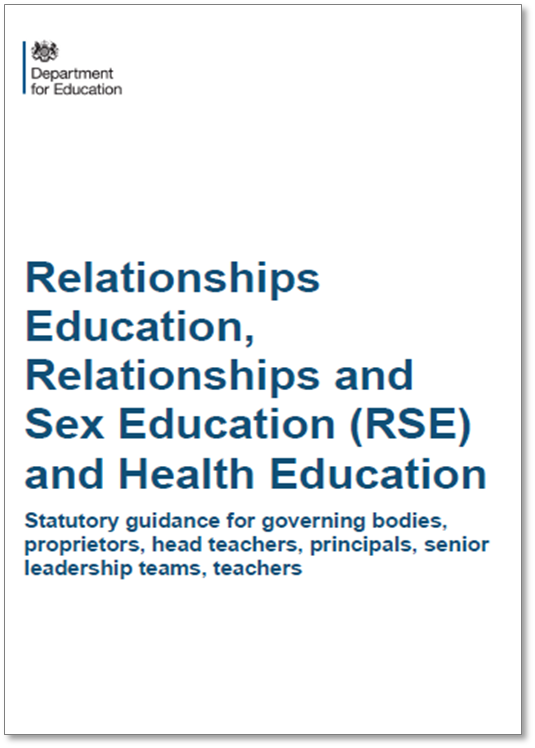 Department
for Education
Relationships
Education,
Relationships and
Sex Education (RSE)
and Health Education
Statutory guidance for governing bodies,
proprietors, head teachers, principals, senior
leadership teams, teachers